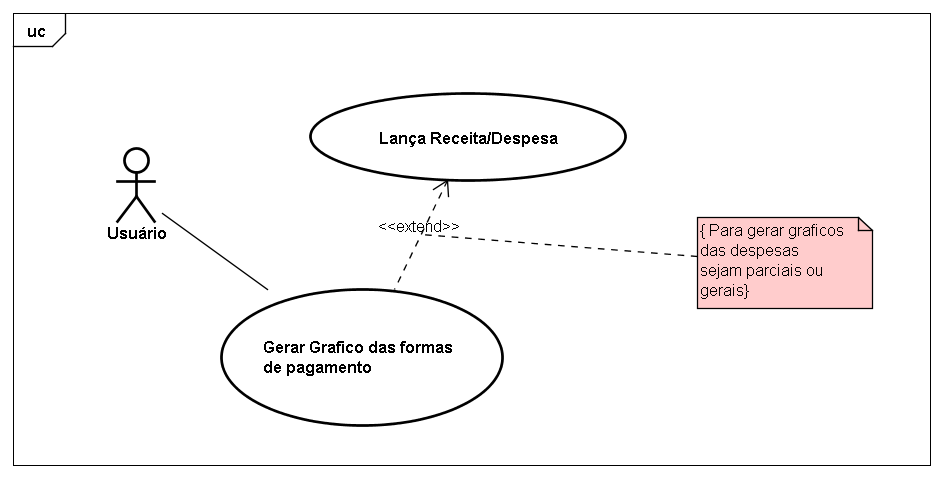 uc
Lança Receita/Despesa
Usuário
<<extend>>
{ Para gerar graficos
das despesas
sejam parciais ou
gerais}
Gerar Grafico das formas
de pagamento